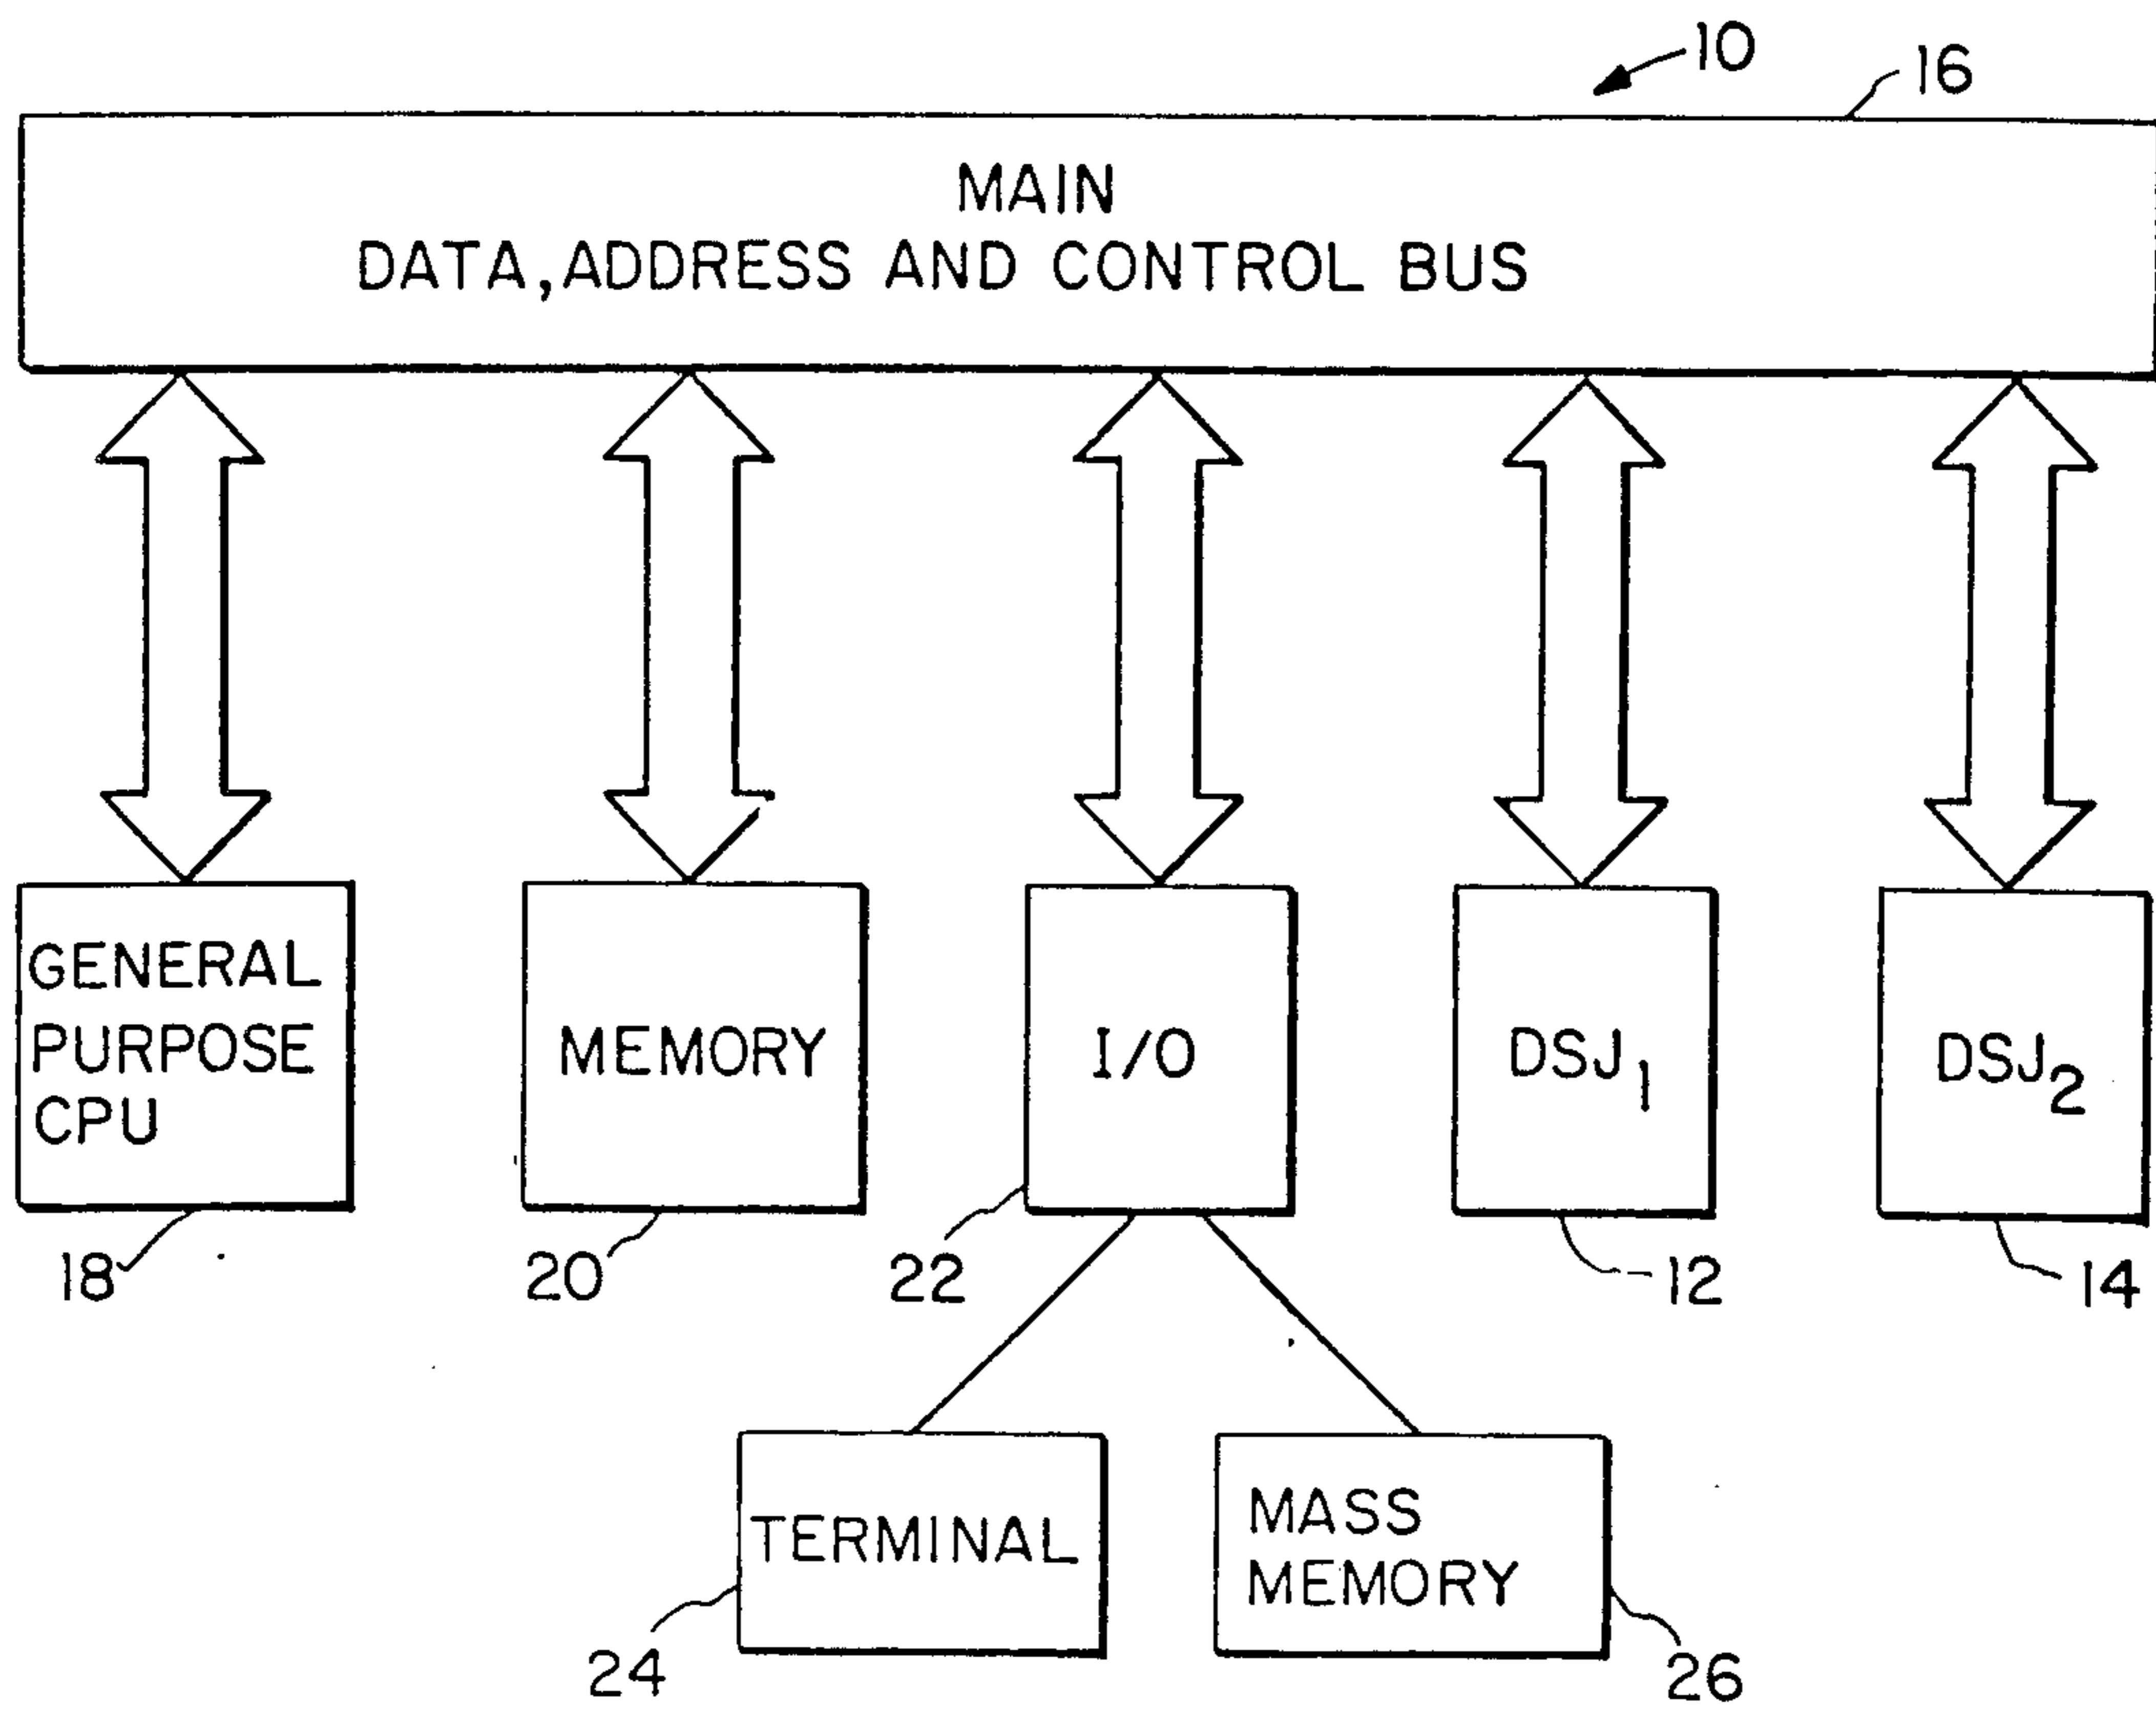 10
16
MAIN
DATA, ADDRESS AND CONTROL BUS
GENERAL
PURPOSE
CPU
MEMORY
I/O
DSJ1
DSJ2
18
20
22
12
14
TERMINAL
MASS
MEMORY
24
26